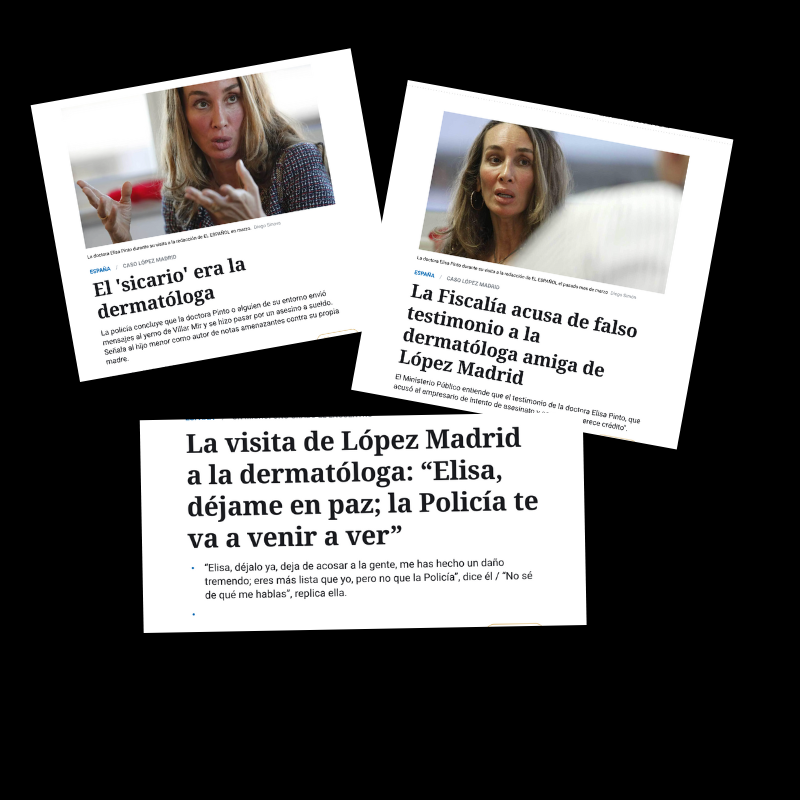 La doctora Elisa Pinto durante su visita a la redacción de EL ESPAÑOL en marzo Diego Simón
ESPAÑA / CASO LÓPEZ MADRID
El 'sicario' era la
dermatóloga
La policía concluye que la doctora Pinto o alguien de su entorno envió
mensajes al yerno de Villar Mir y se hizo pasar por un asesino a sueldo.
Señala al hijo menor como autor de notas amenazantes contra su propia
madre.
La doctora Elisa Pinto durante su visita a la redacción de EL ESPAÑOL el pasado mes de marzo Diego Simón
ESPAÑA / CASO LÓPEZ MADRID
La Fiscalía acusa de falso
testimonio a la
dermatóloga amiga de
López Madrid
El Ministerio Público entiende que el testimonio de la doctora Elisa Pinto, que
acusó al empresario de intento de asesinato y erece crédito".
La visita de López Madrid
a la dermatóloga: “Elisa,
déjame en paz; la Policía te
va a venir a ver”
“Elisa, déjalo ya, deja de acosar a la gente, me has hecho un daño
tremendo; eres más lista que yo, pero no que la Policía”, dice él / “No sé
de qué me hablas”, replica ella.